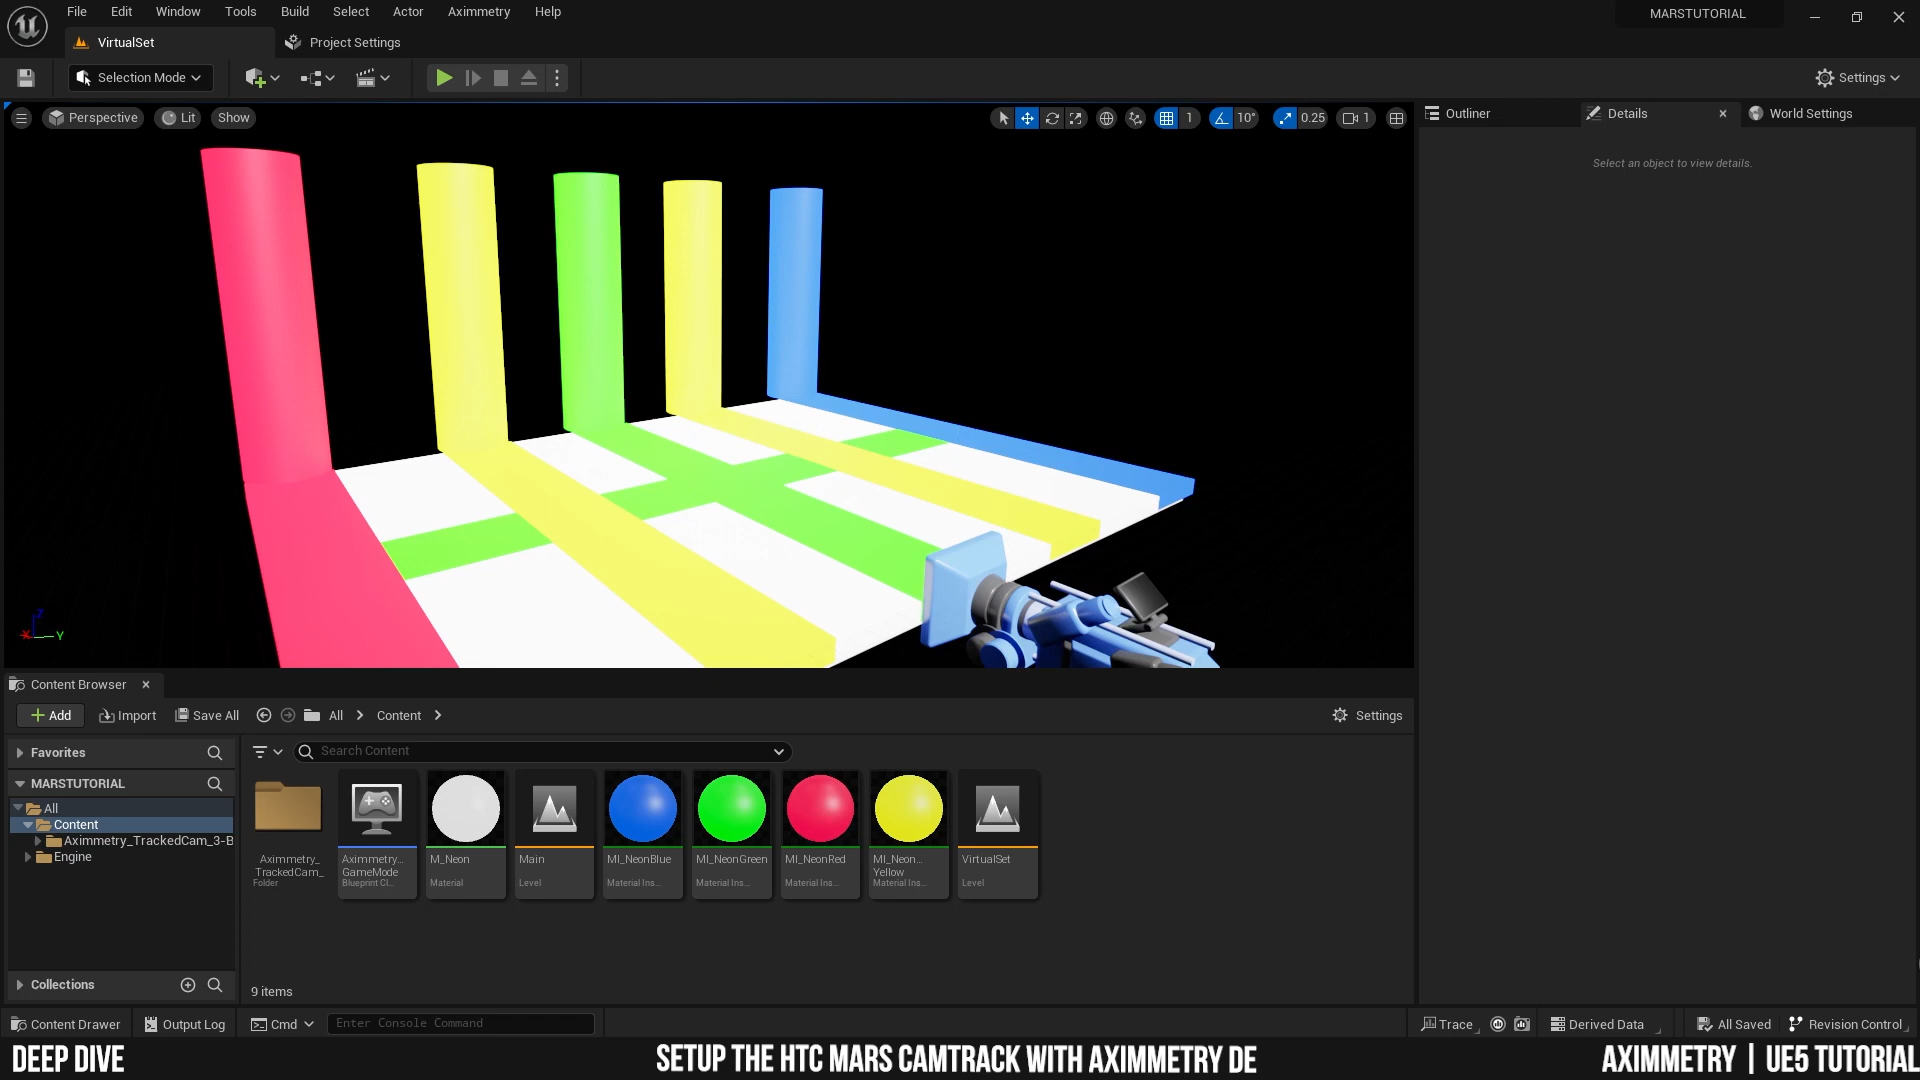 File Edit Window Tools Build Select Actor Aximmetry Help
MARSTUTORIAL
VirtualSet
Project Settings
Selection Mode
Settings
Perspective Lit Show
1 10° 0.25 1
Outliner
Details
World Settings
Select an object to view details.
Z
X
Y
Content Browser
Add Import Save All All Content
Settings
Favorites
Search Content
MARSTUTORIAL
All
Content
Aximmetry_TrackedCam_3-B
Engine
Aximmetry_
TrackedCam_
Folder
Aximmetry...
GameMode
Blueprint Cl...
M_Neon
Material
Main
Level
MI_NeonBlue
Material Ins...
MI_NeonGreen
Material Ins...
MI_NeonRed
Material Ins...
MI_Neon...
Yellow
Material Ins...
VirtualSet
Level
Collections
9 items
Content Drawer Output Log Cmd Enter Console Command
Trace Derived Data All Saved Revision Control
DEEP DIVE
SETUP THE HTC MARS CAMTRACK WITH AXIMMETRY DE
AXIMMETRY | UE5 TUTORIAL